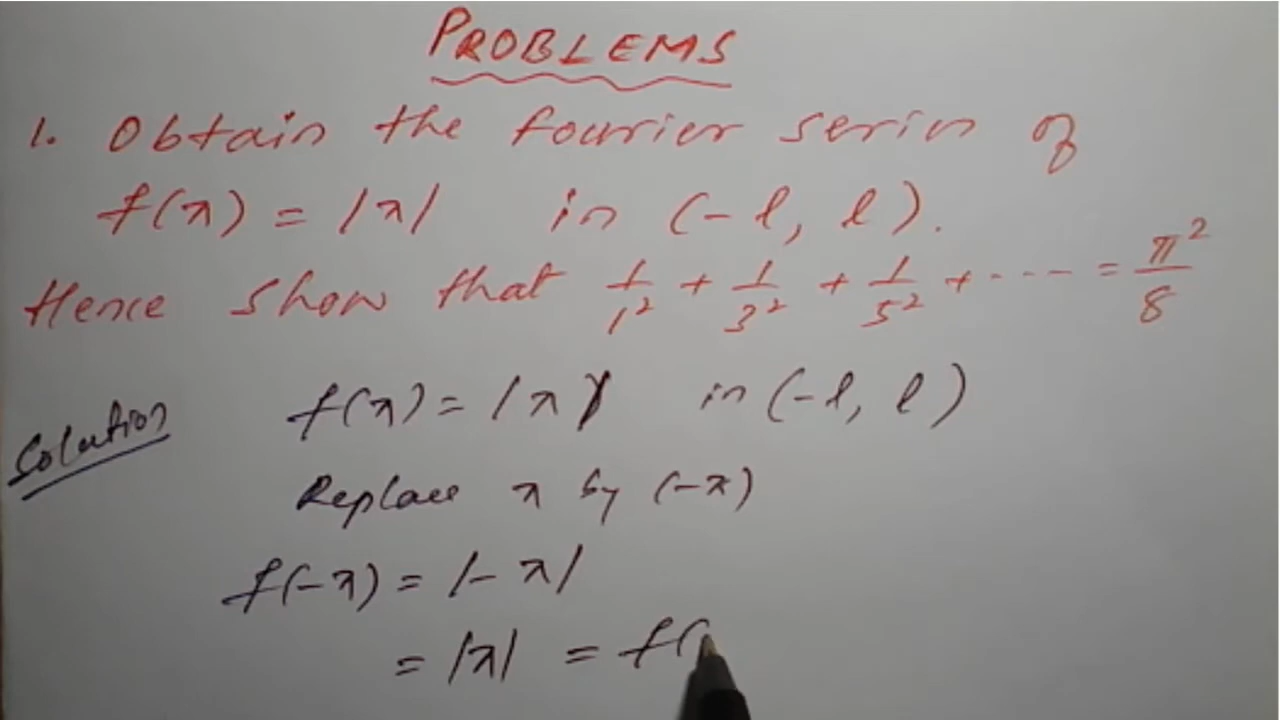 PROBLEMS
1. Obtain the fourier series of
f(x) = |x| in (-l, l).
Hence show that 1/1² + 1/3² + 1/5² + ---- = π²/8
Solution f(x) = |x| in (-l, l)
Replace x by (-x)
f(-x) = |-x|
= |x| = f(